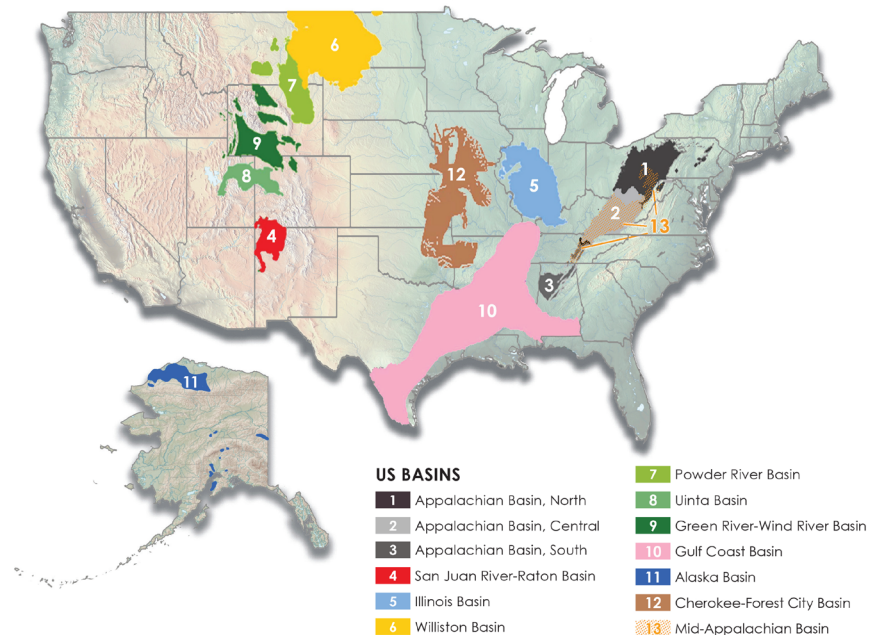 6
7
9
8
4
12
5
1
2
13
3
10
11
US BASINS
1 Appalachian Basin, North
2 Appalachian Basin, Central
3 Appalachian Basin, South
4 San Juan River-Raton Basin
5 Illinois Basin
6 Williston Basin
7 Powder River Basin
8 Uinta Basin
9 Green River-Wind River Basin
10 Gulf Coast Basin
11 Alaska Basin
12 Cherokee-Forest City Basin
13 Mid-Appalachian Basin